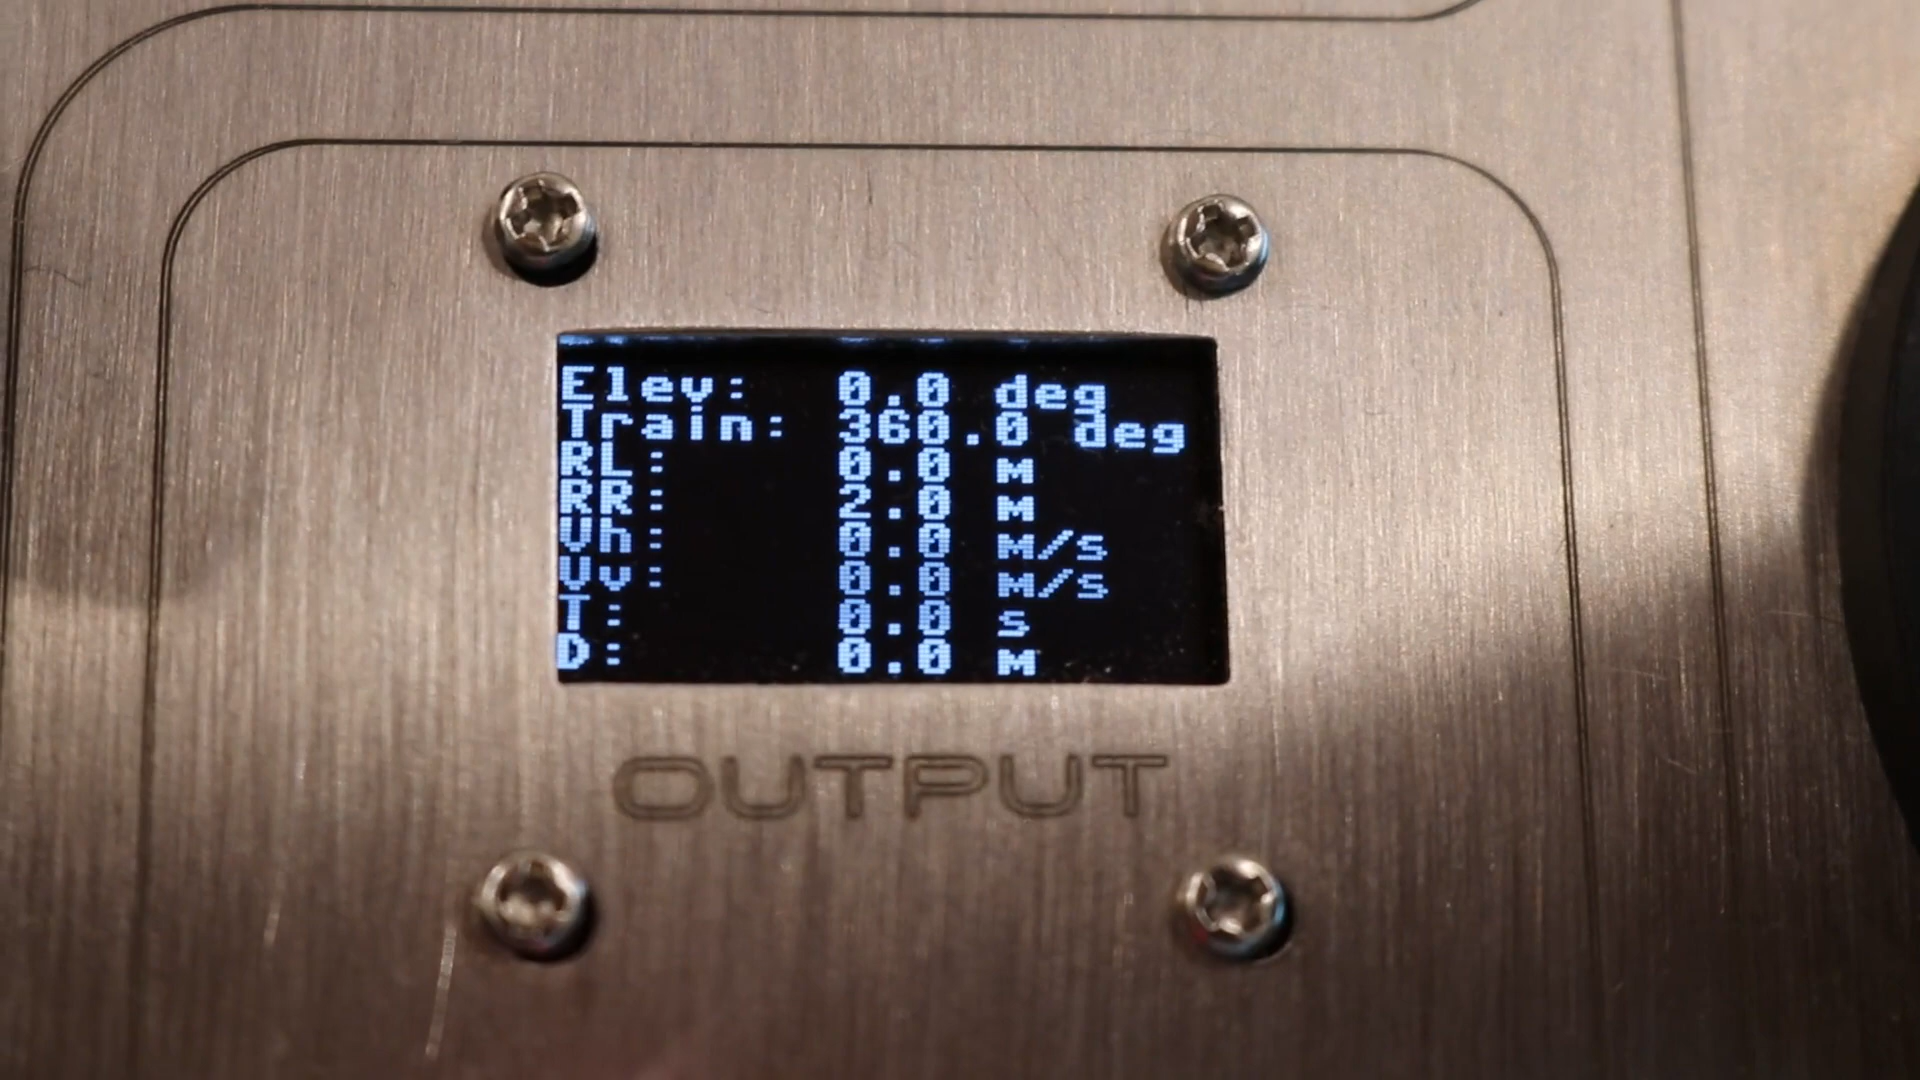 Elev: 0.0 deg
Train: 360.0 deg
RL: 0.0 m
RR: 2.0 m
Vh: 0.0 m/s
Vv: 0.0 m/s
T: 0.0 s
D: 0.0 m
OUTPUT